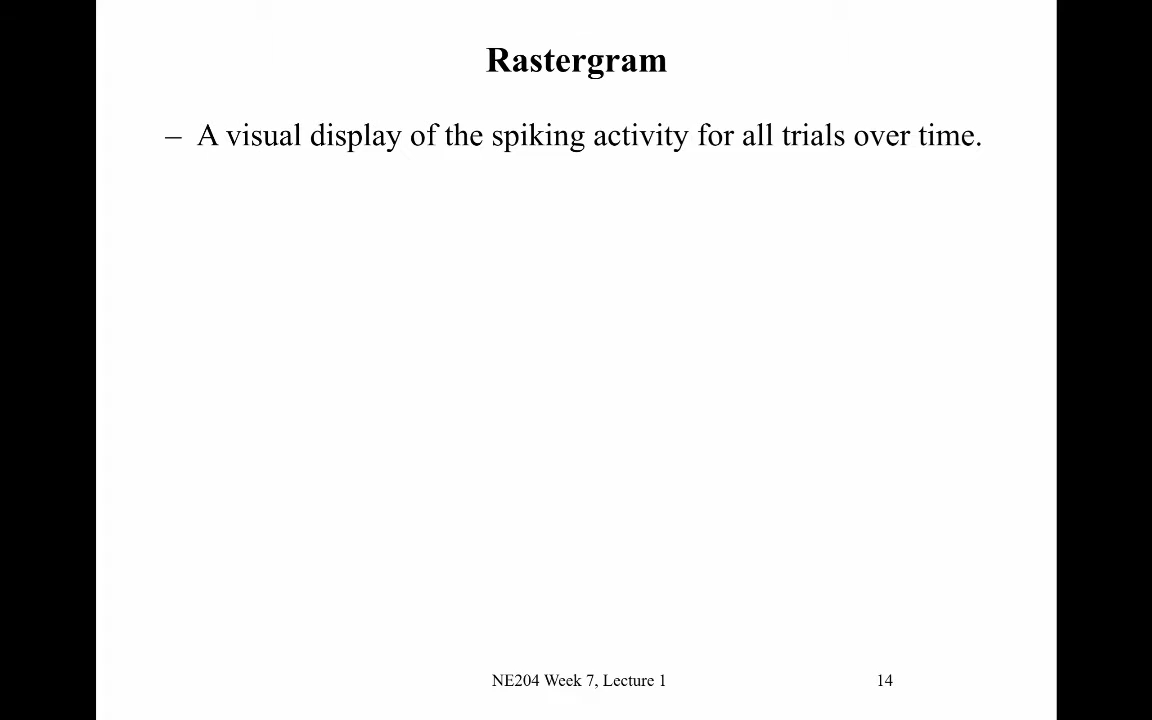 Rastergram
– A visual display of the spiking activity for all trials over time.
NE204 Week 7, Lecture 1
14